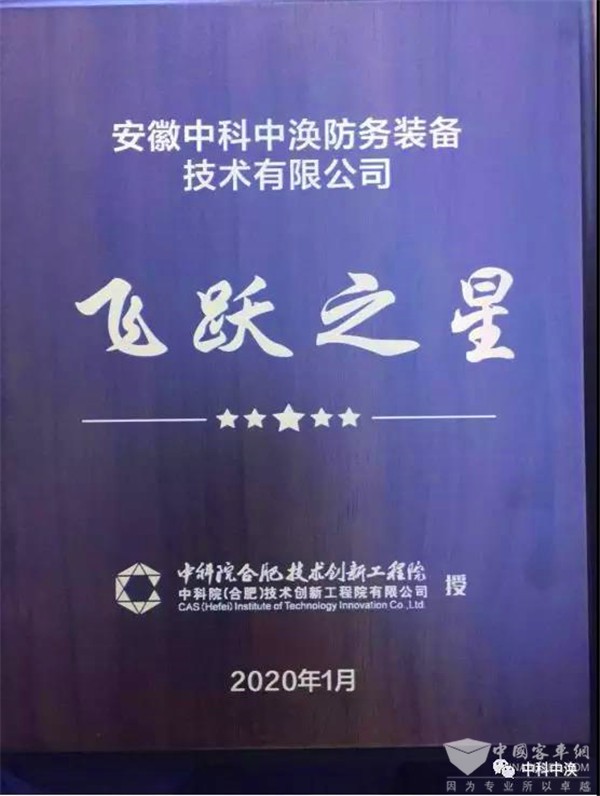 安徽中科中涣防务装备
技术有限公司
飞跃之星
中科院合肥技术创新工程院
中科院(合肥)技术创新工程院有限公司
CAS(Hefei) Institute of Technology Innovation Co.,Ltd.
授
2020年1月
中國客車網
中科中涣
因为专业所以卓越